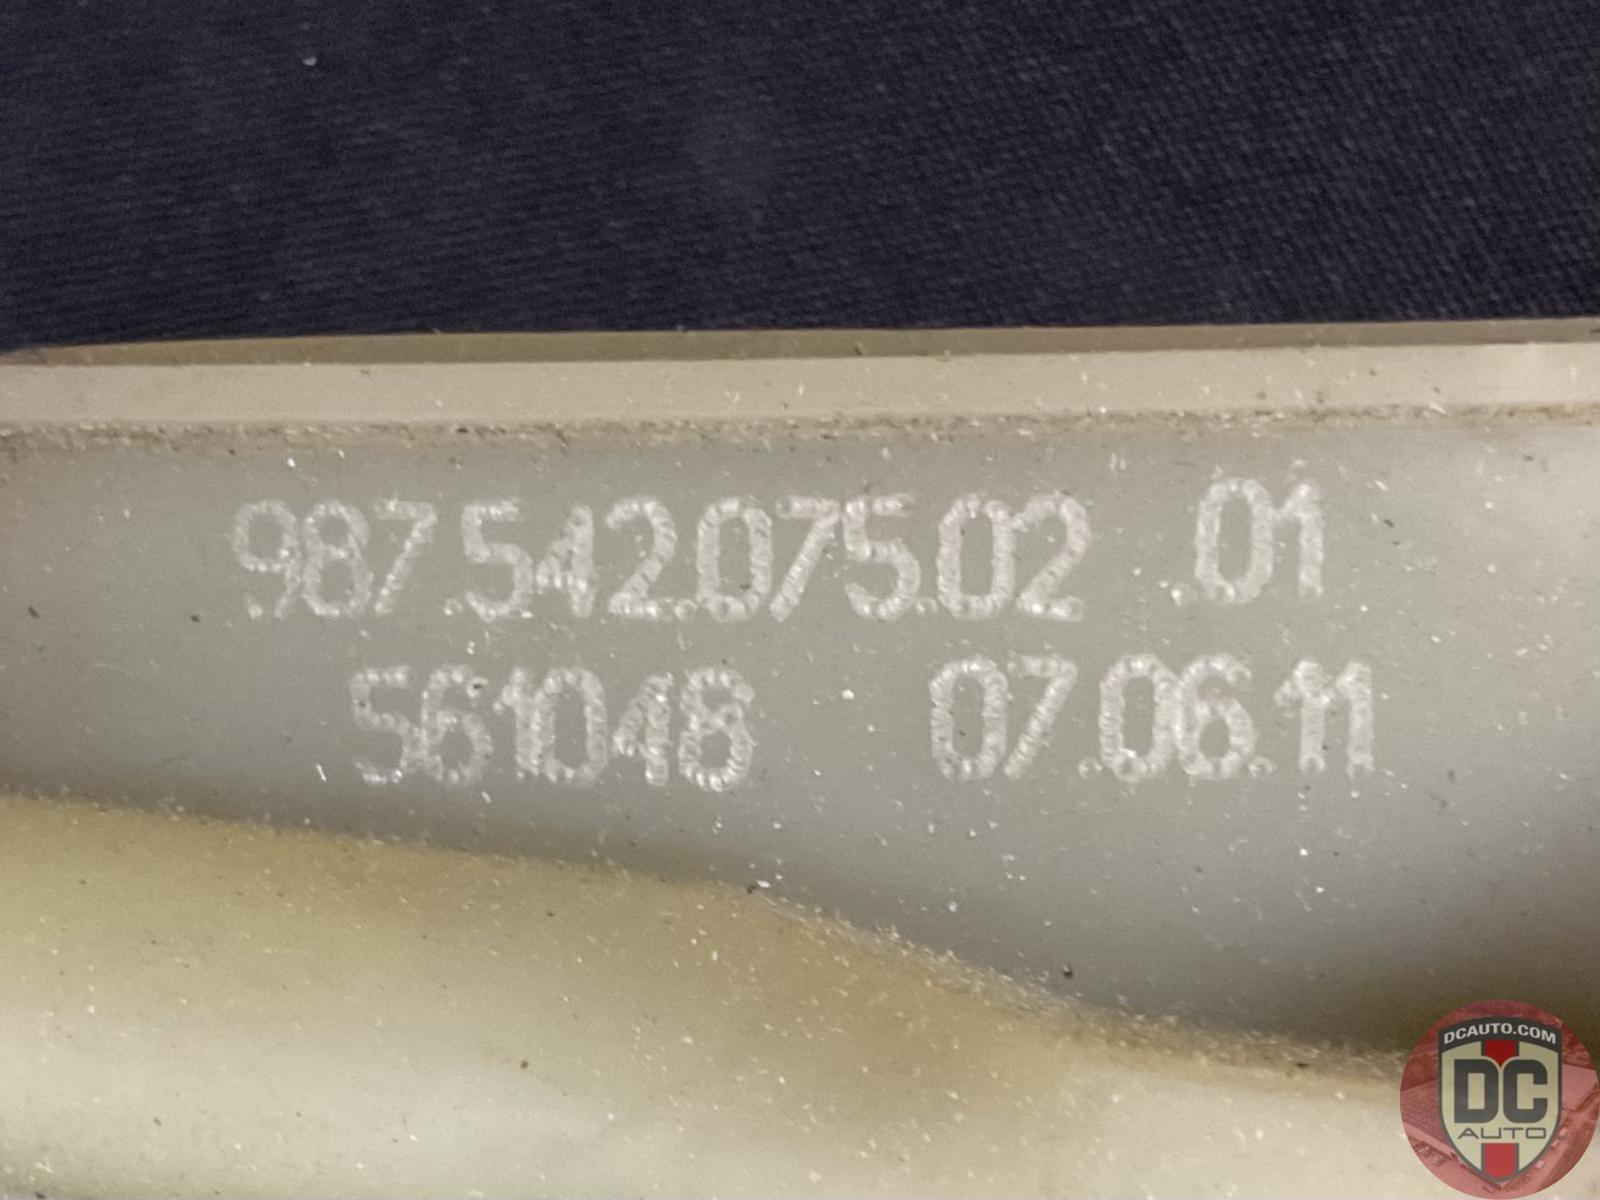 987.542.075.02 .01
561048 07.06.11
DCAUTO.COM
DC
AUTO